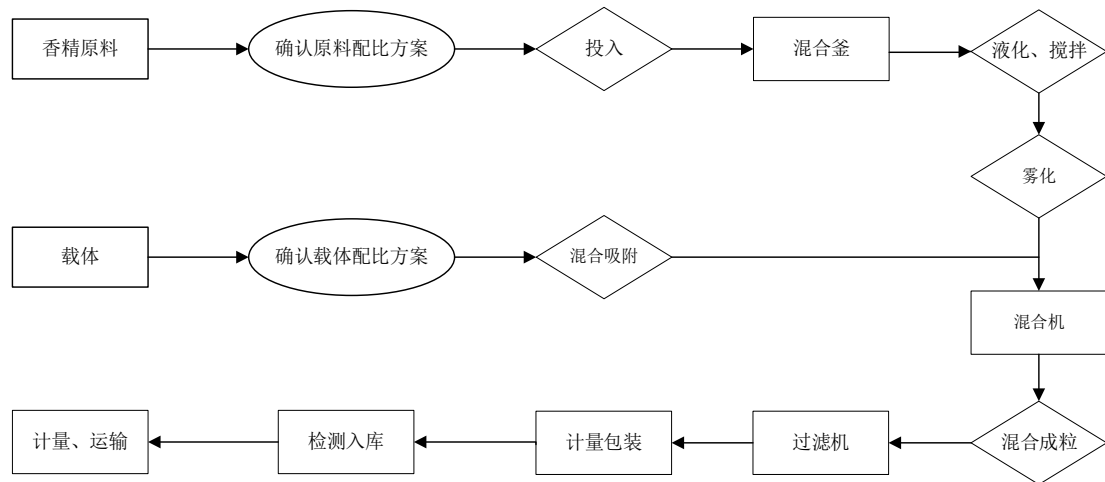 香精原料
确认原料配比方案
投入
混合釜
液化、搅拌
雾化
载体
确认载体配比方案
混合吸附
混合机
计量、运输
检测入库
计量包装
过滤机
混合成粒